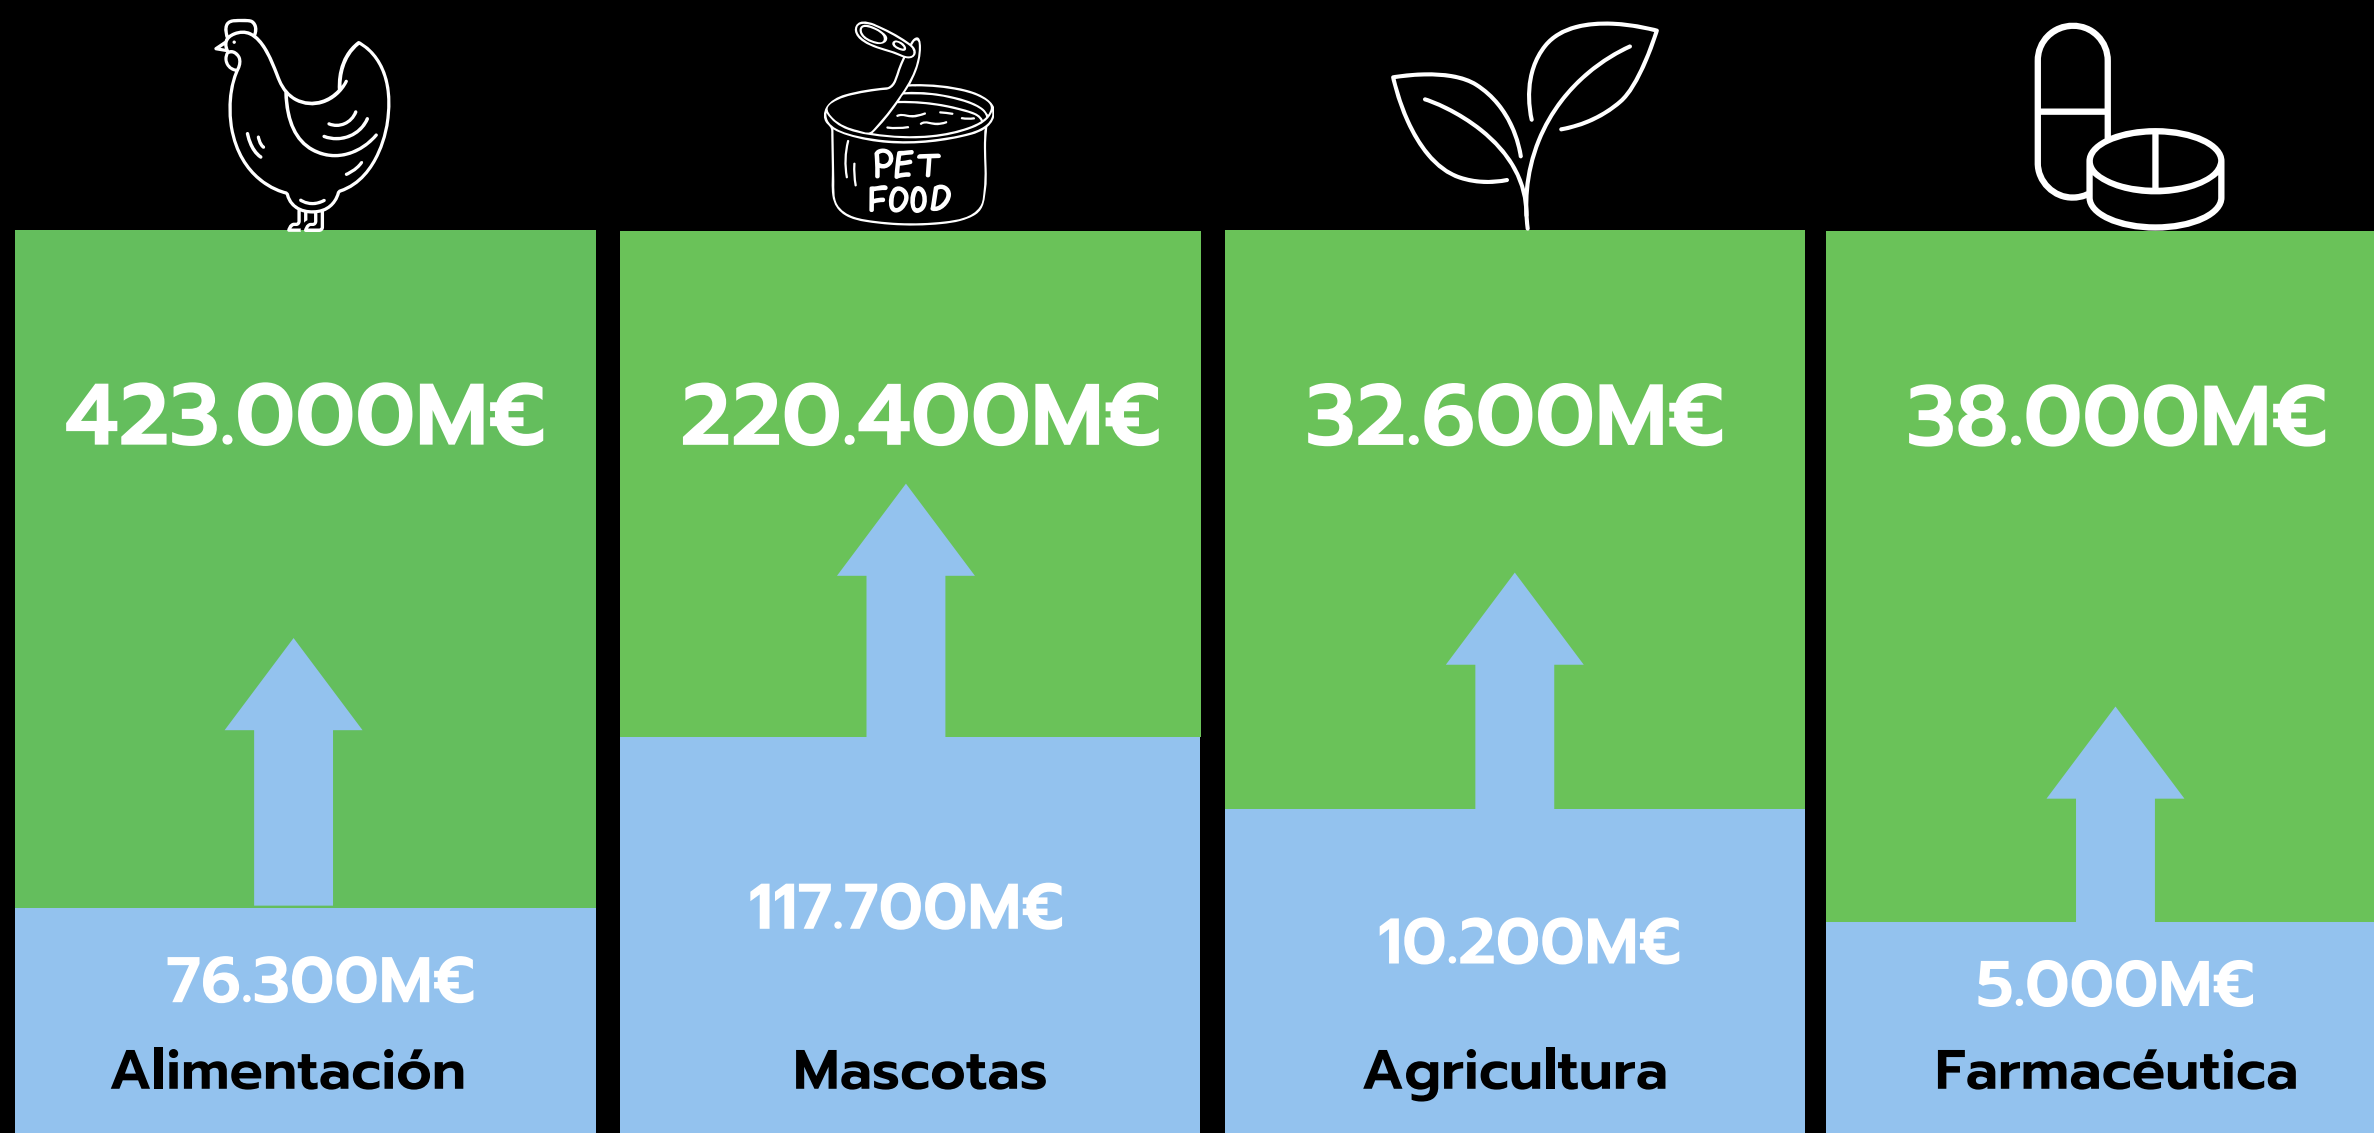 PET
FOOD
423.000M€
220.400M€
32.600M€
38.000M€
117.700M€
10.200M€
76.300M€
5.000M€
Alimentación
Mascotas
Agricultura
Farmacéutica